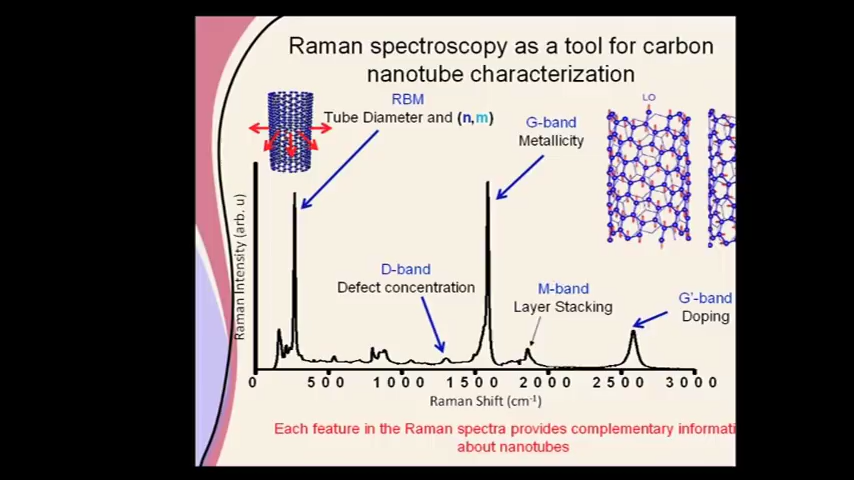 Raman spectroscopy as a tool for carbon
nanotube characterization
RBM
Tube Diameter and (n,m)
G-band
Metallicity
LO
D-band
Defect concentration
M-band
Layer Stacking
G'-band
Doping
Raman Intensity (arb. u)
0 500 1000 1500 2000 2500 3000
Raman Shift (cm-1)
Each feature in the Raman spectra provides complementary informati
about nanotubes